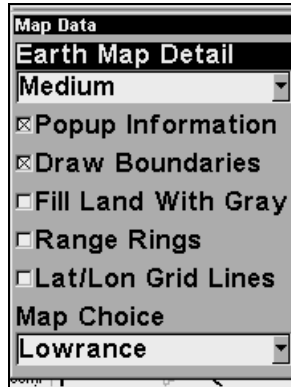 Map Data
Earth Map Detail
Medium
Popup Information
Draw Boundaries
Fill Land With Gray
Range Rings
Lat/Lon Grid Lines
Map Choice
Lowrance